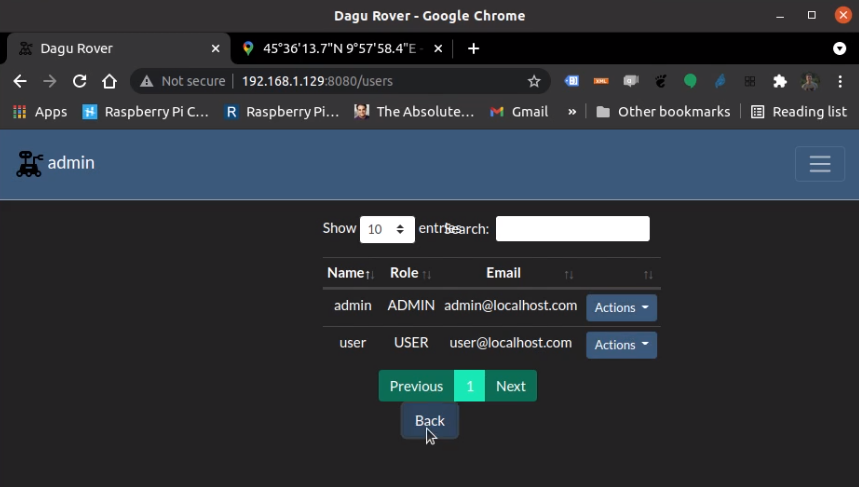 Dagu Rover - Google Chrome
Dagu Rover
45°36'13.7"N 9°57'58.4"E -
Not secure 192.168.1.129:8080/users
Apps Raspberry Pi C... Raspberry Pi... The Absolute... Gmail » Other bookmarks Reading list
admin
Show 10 entries Search:
Name Role Email
admin ADMIN admin@localhost.com Actions
user USER user@localhost.com Actions
Previous 1 Next
Back